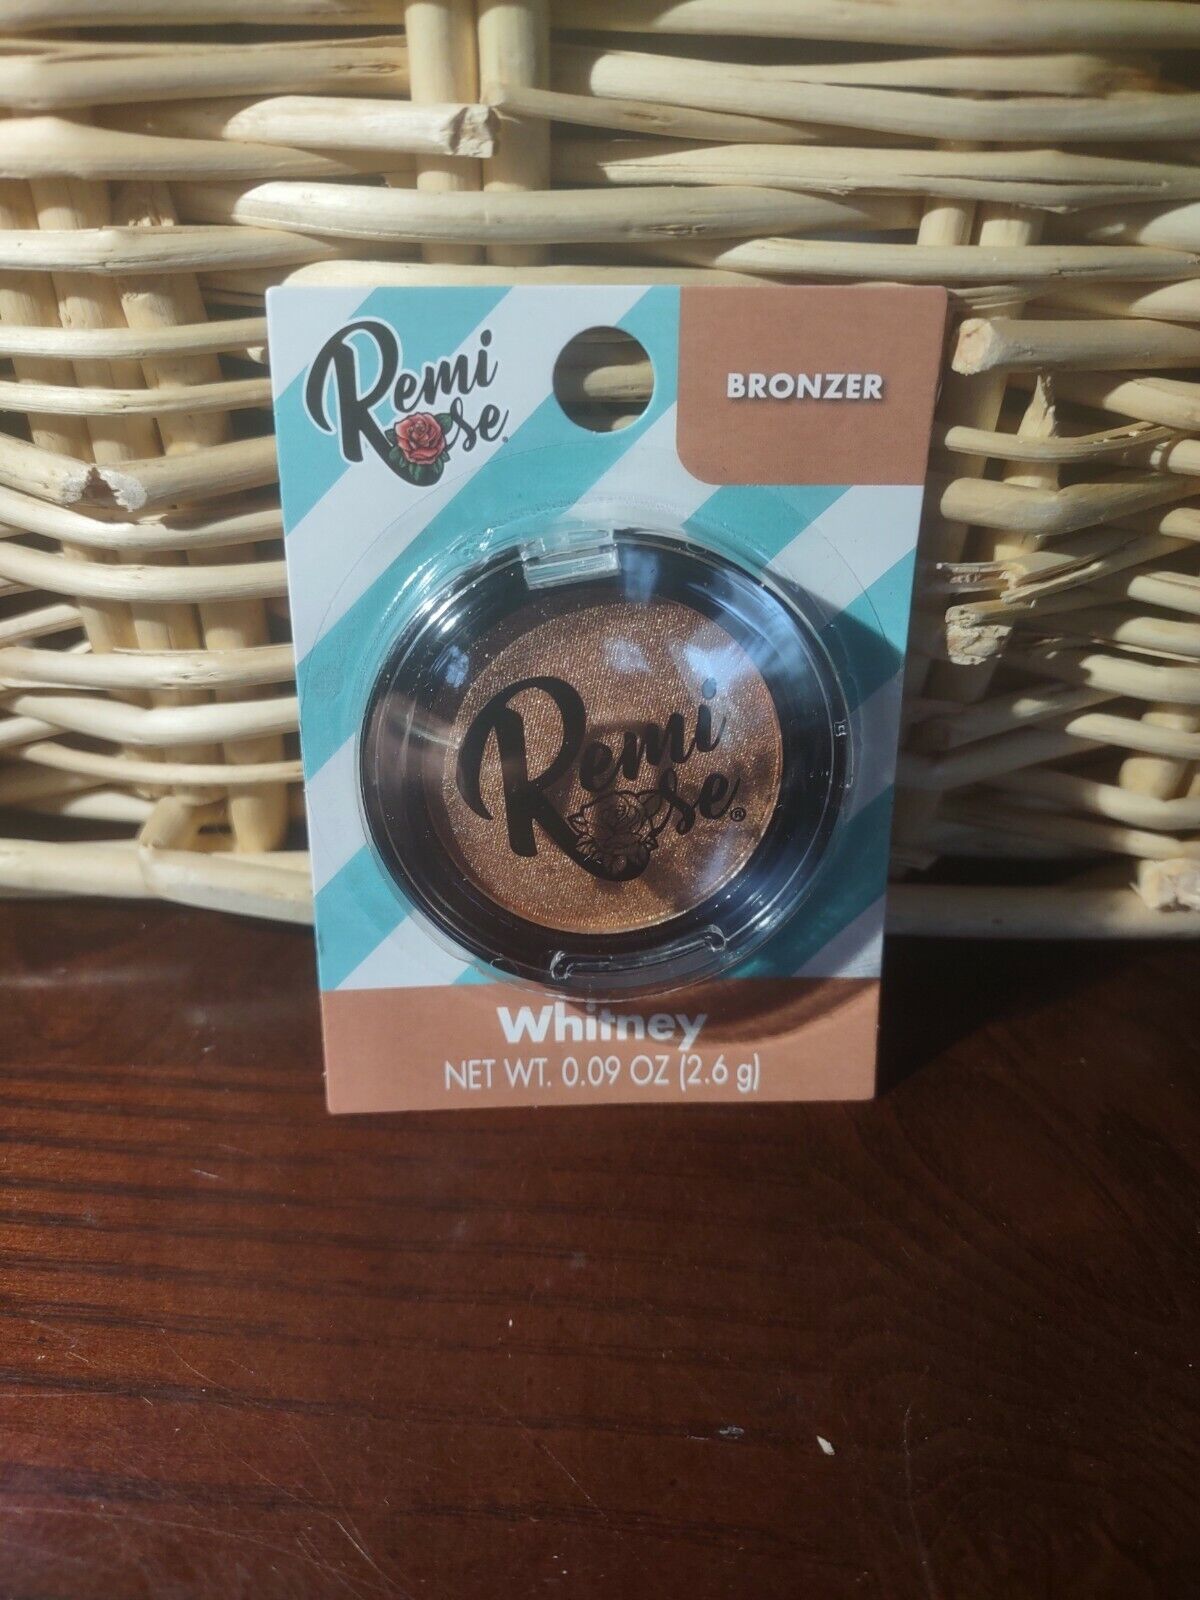 Remi
Rose
BRONZER
Remi
Rose®
Whitney
NET WT. 0.09 OZ (2.6 g)